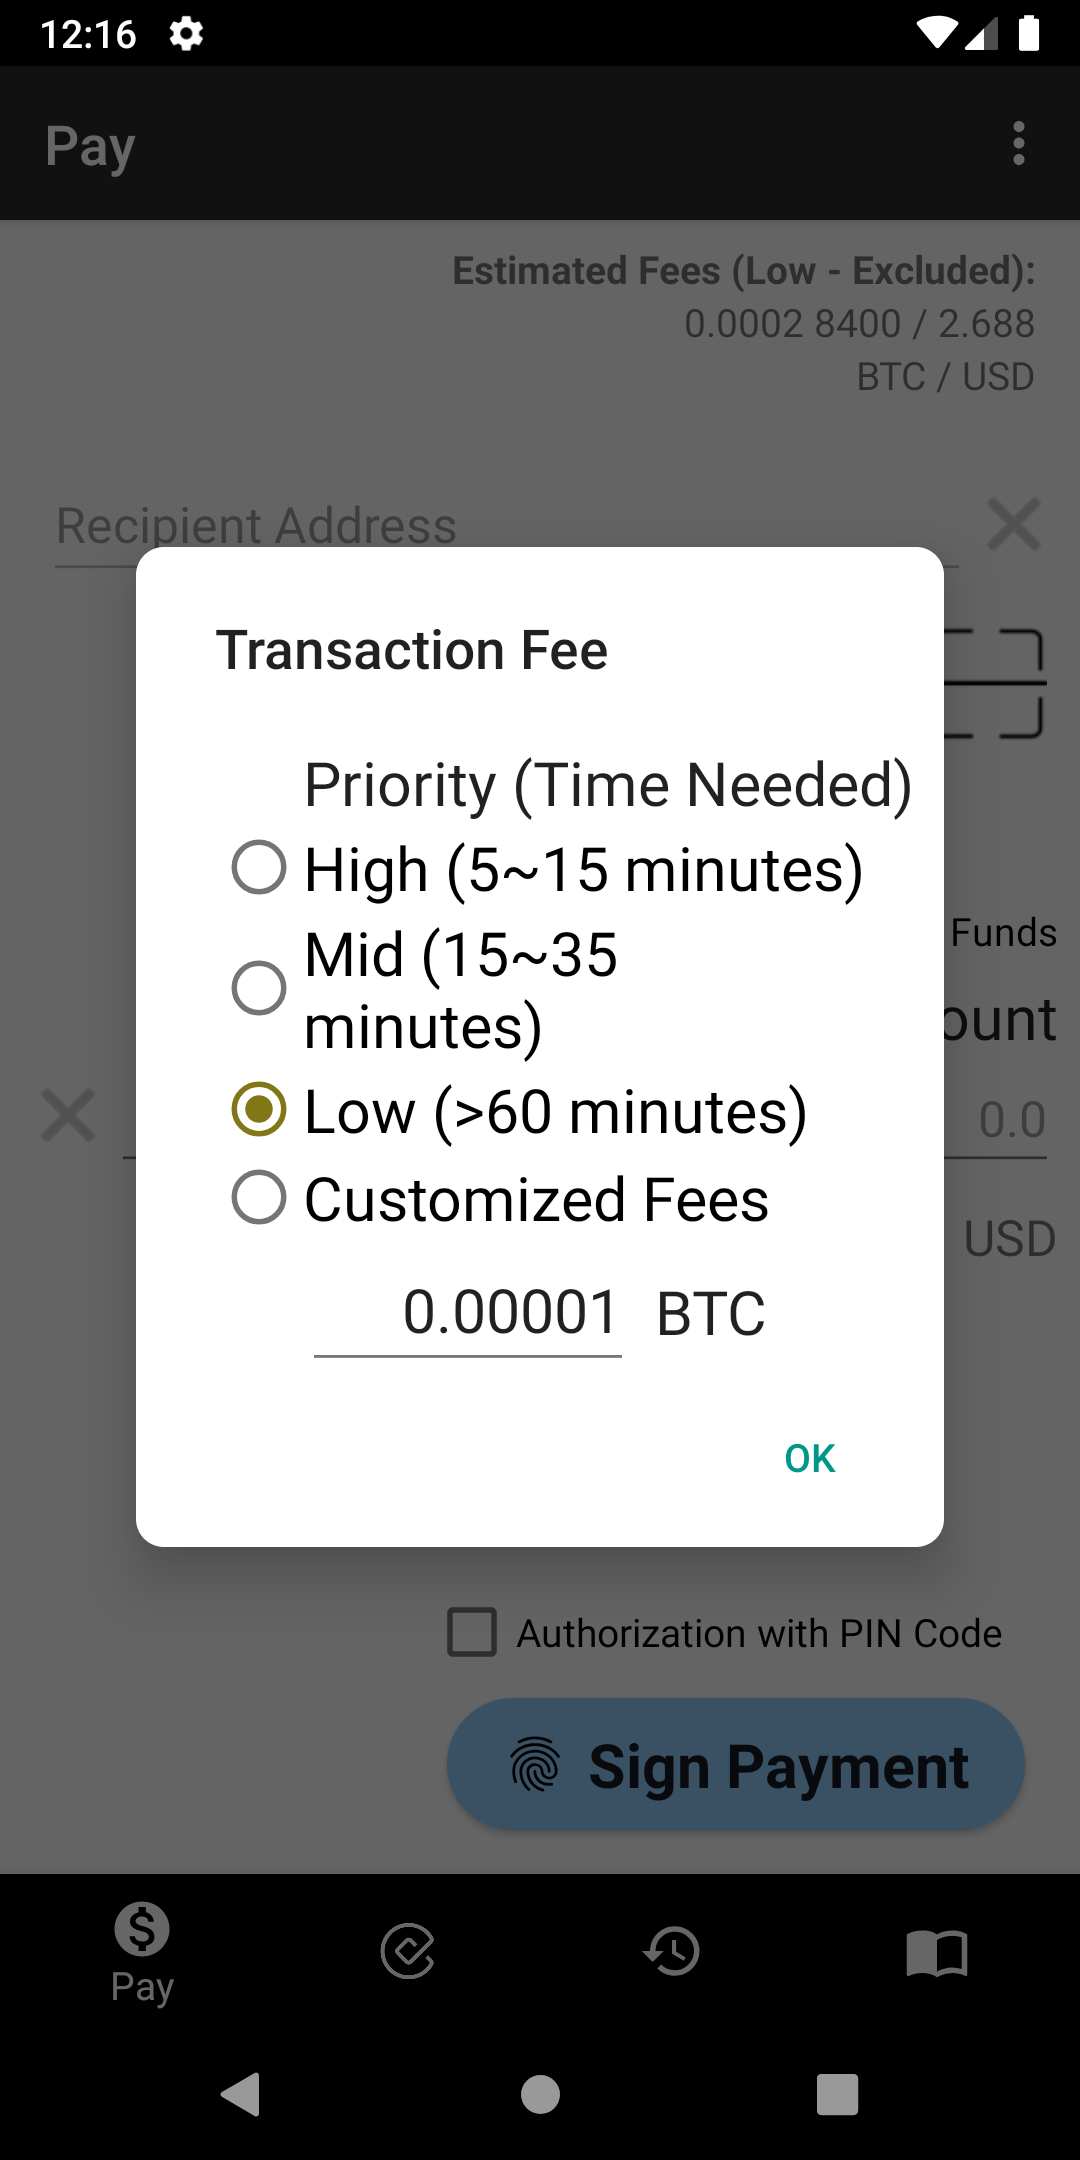 12:16
Pay
Estimated Fees (Low - Excluded):
0.0002 8400 / 2.688
BTC / USD
Recipient Address
Transaction Fee
Priority (Time Needed)
High (5~15 minutes)
Mid (15~35
minutes)
Low (>60 minutes)
Customized Fees
0.00001 BTC
OK
Funds
ount
0.0
USD
Authorization with PIN Code
Sign Payment
Pay